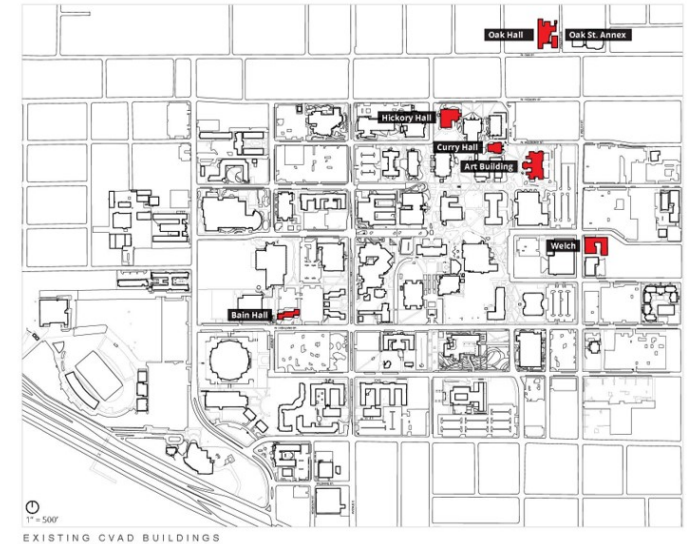 Oak Hall
Oak St. Annex
Hickory Hall
Curry Hall
Art Building
Welch
Bain Hall
1" = 500'
EXISTING CVAD BUILDINGS